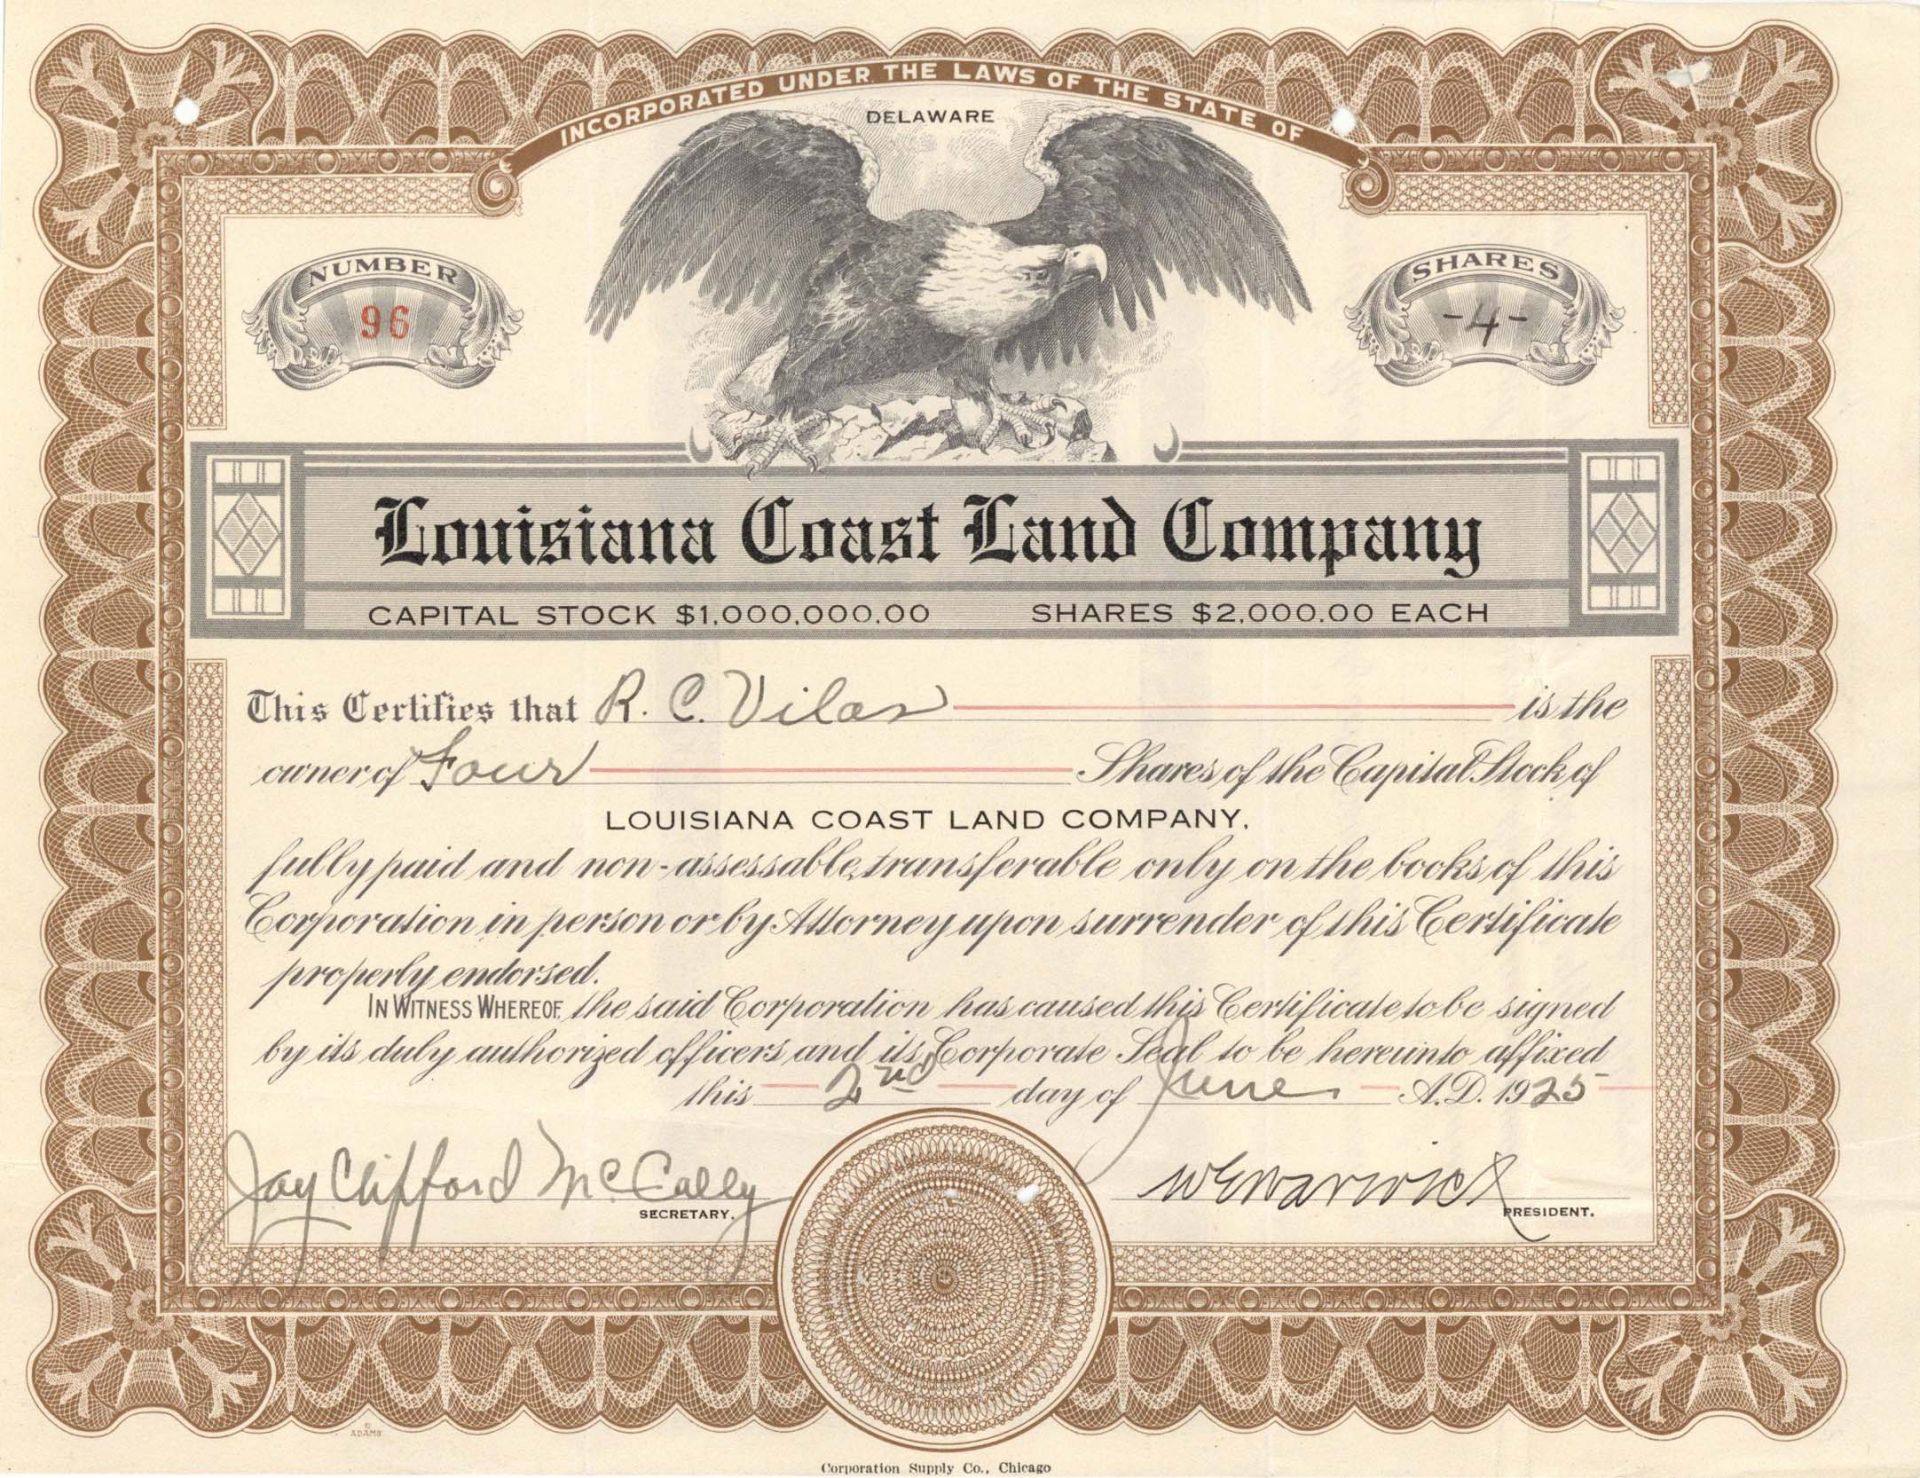 INCORPORATED UNDER THE LAWS OF THE STATE OF
DELAWARE
NUMBER
96
SHARES
-4-
Louisiana Coast Land Company
CAPITAL STOCK $1,000,000.00 SHARES $2,000.00 EACH
This Certifies that R. C. Vilas is the
owner of Four Shares of the Capital Stock of
LOUISIANA COAST LAND COMPANY,
fully paid and non-assessable, transferable only on the books of this
Corporation in person or by Attorney upon surrender of this Certificate
properly endorsed.
IN WITNESS WHEREOF, the said Corporation has caused this Certificate to be signed
by its duly authorized officers and its Corporate Seal to be hereunto affixed
this 2nd day of June A.D. 1925
Jay Clifford McCally
SECRETARY.
W E Warwick
PRESIDENT.
© ADAMS
Corporation Supply Co., Chicago